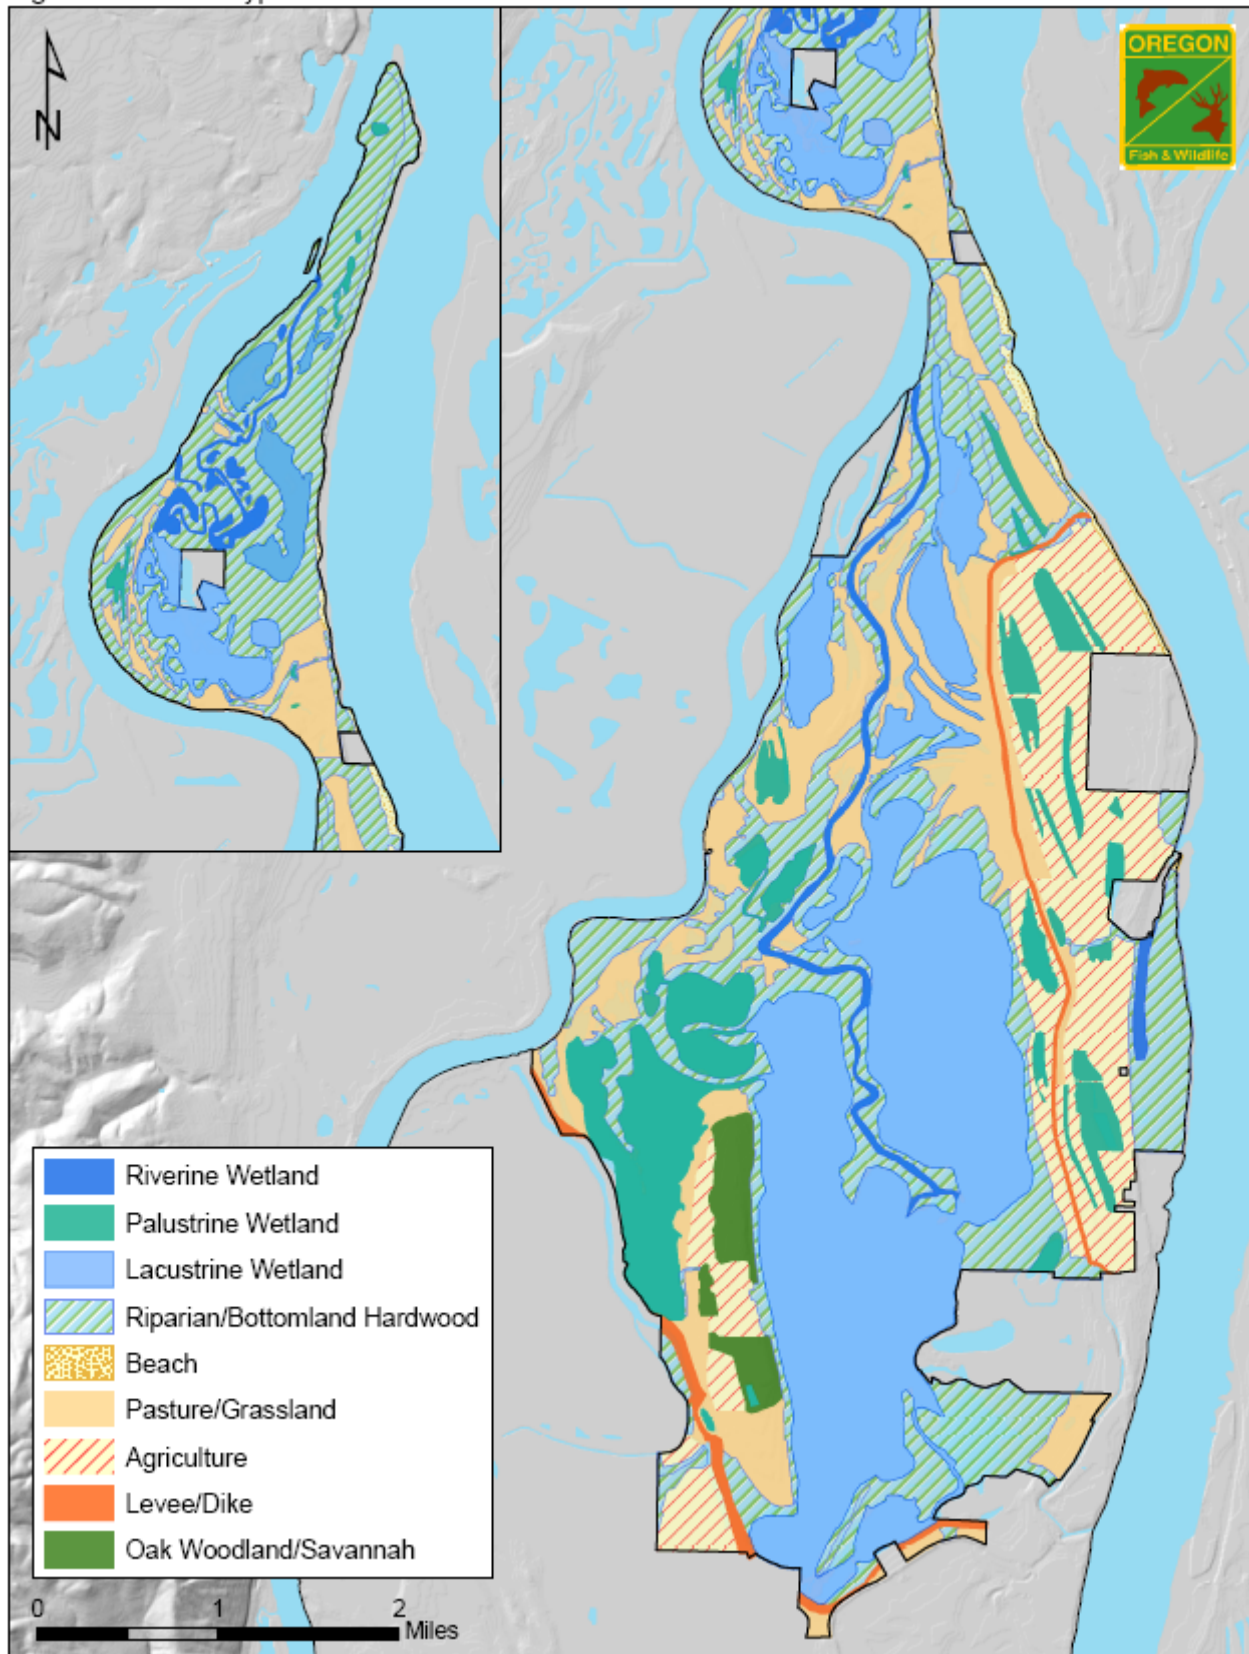 N
OREGON
Fish & Wildlife
Riverine Wetland
Palustrine Wetland
Lacustrine Wetland
Riparian/Bottomland Hardwood
Beach
Pasture/Grassland
Agriculture
Levee/Dike
Oak Woodland/Savannah
0 1 2
Miles